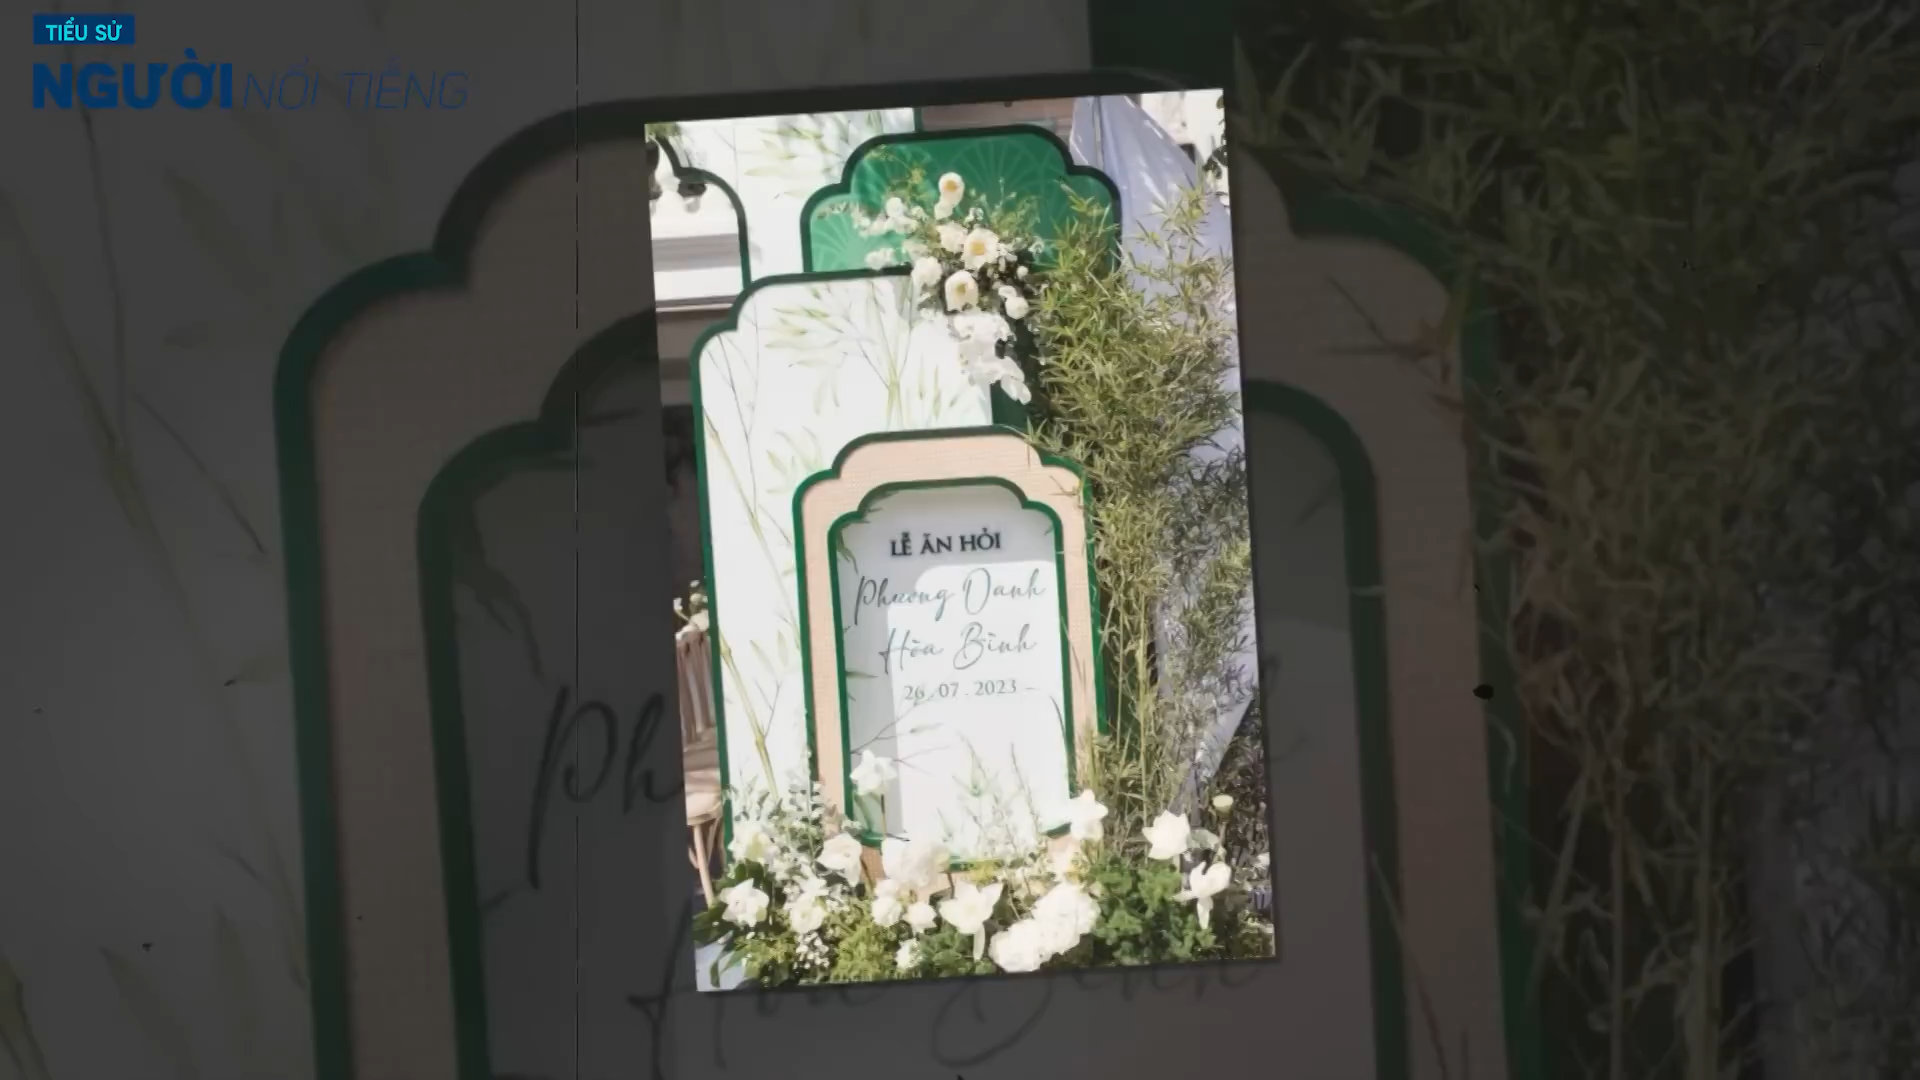 TIỂU SỬ
NGƯỜI NỔI TIẾNG
LỄ ĂN HỎI
Phương Oanh
Hòa Bình
26.07.2023